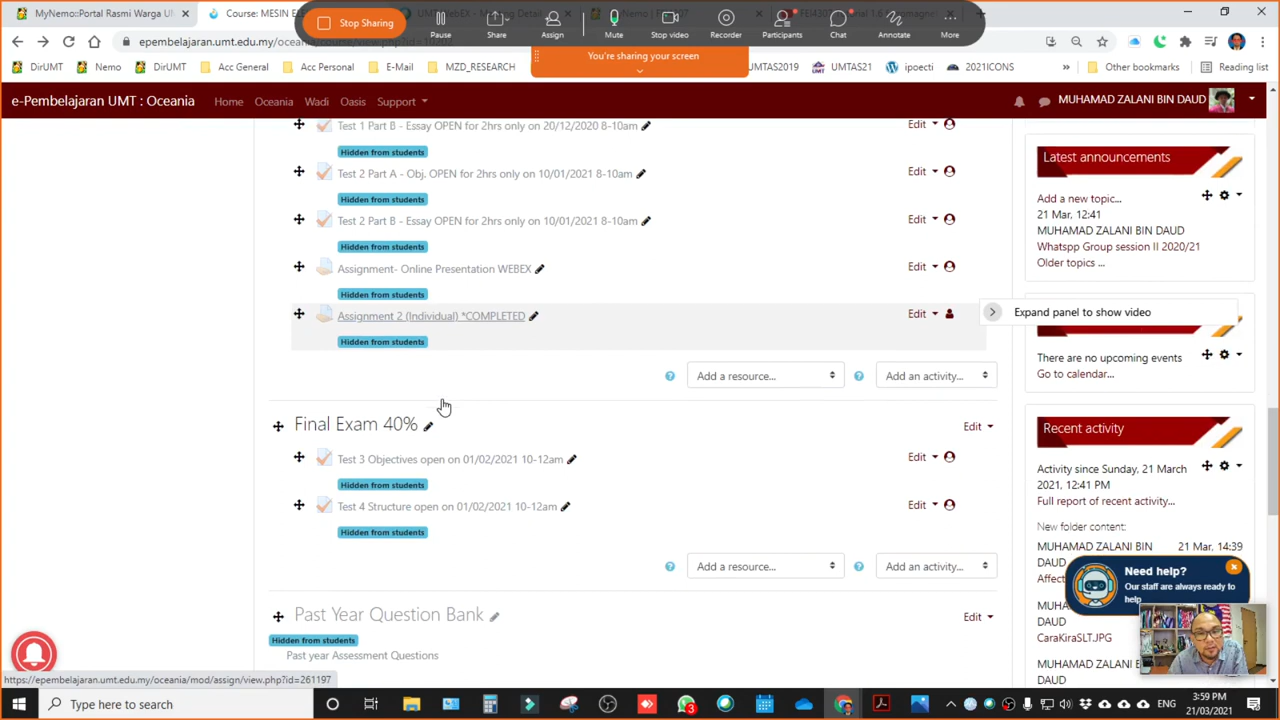 MyNemo::Portal Rasmi Warga U
Course: MESIN ELE
Stop Sharing
Pause
Share
Assign
Mute
Stop video
Recorder
Participants
Chat
Annotate
More
epembelajaran.umt.edu.my/oceania/course/view.php?id=
You're sharing your screen
DirUMT
Nemo
DirUMT
Acc General
Acc Personal
E-Mail
MZD_RESEARCH
UMTAS2019
UMTAS21
ipoecti
2021ICONS
»
Other bookmarks
Reading list
e-Pembelajaran UMT : Oceania
Home
Oceania
Wadi
Oasis
Support
MUHAMAD ZALANI BIN DAUD
Test 1 Part B - Essay OPEN for 2hrs only on 20/12/2020 8-10am
Edit
Hidden from students
Test 2 Part A - Obj. OPEN for 2hrs only on 10/01/2021 8-10am
Edit
Hidden from students
Test 2 Part B - Essay OPEN for 2hrs only on 10/01/2021 8-10am
Edit
Hidden from students
Assignment- Online Presentation WEBEX
Edit
Hidden from students
Assignment 2 (Individual) *COMPLETED
Edit
Hidden from students
Add a resource...
Add an activity...
Final Exam 40%
Edit
Test 3 Objectives open on 01/02/2021 10-12am
Edit
Hidden from students
Test 4 Structure open on 01/02/2021 10-12am
Edit
Hidden from students
Add a resource...
Add an activity...
Past Year Question Bank
Edit
Hidden from students
Past year Assessment Questions
Latest announcements
Add a new topic...
21 Mar, 12:41
MUHAMAD ZALANI BIN DAUD
Whatspp Group session II 2020/21
Older topics ...
Expand panel to show video
There are no upcoming events
Go to calendar...
Recent activity
Activity since Sunday, 21 March
2021, 12:41 PM
Full report of recent activity...
New folder content:
MUHAMAD ZALANI BIN
21 Mar, 14:39
DAUD
Affect
MUHA
DAUD
CaraKiraSLT.JPG
MUHA
DAUD
Need help?
Our staff are always ready to
help
https://epembelajaran.umt.edu.my/oceania/mod/assign/view.php?id=261197
Type here to search
3
3:59 PM
21/03/2021